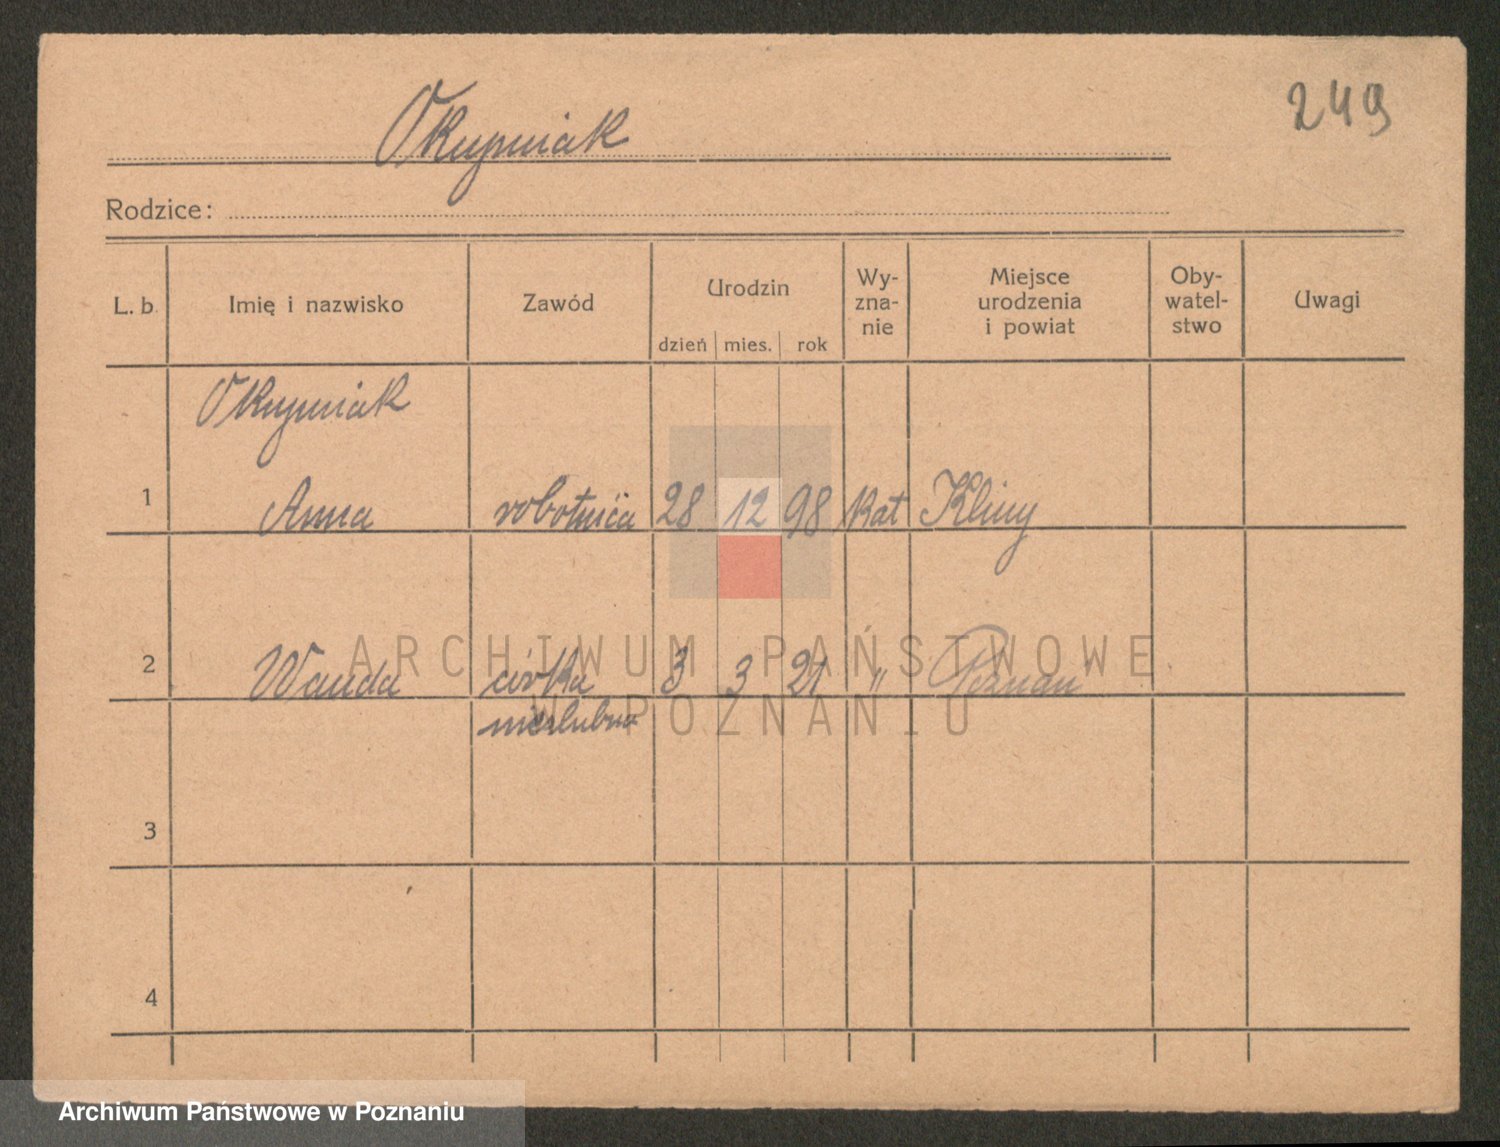 249
Okupniak
Rodzice:
L. b. Imię i nazwisko Zawód Urodzin dzień mies. rok Wy-zna-nie Miejsce urodzenia i powiat Oby-watel-stwo Uwagi
Okupniak
1 Anna robotnica 28 12 98 kat Kliny
2 Wanda córka 3 3 21 " Poznań
nieślubna
3
4
ARCHIWUM PAŃSTWOWE
W POZNANIU
Archiwum Państwowe w Poznaniu